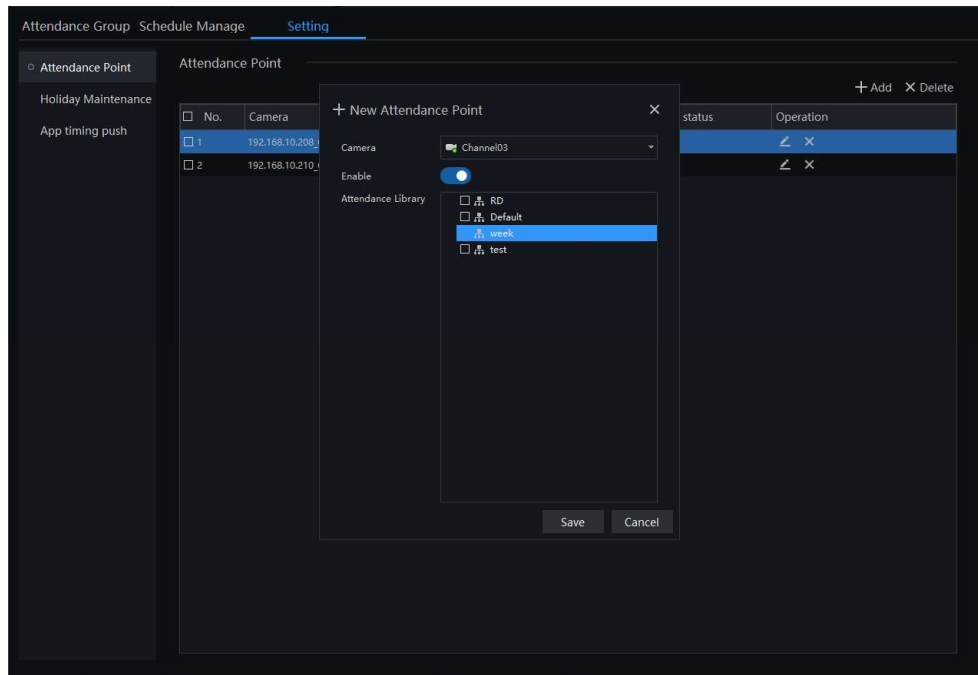 Attendance Group Schedule Manage Setting
Attendance Point
Holiday Maintenance
App timing push
Attendance Point
+ Add × Delete
No. Camera status Operation
1 192.168.10.208_
2 192.168.10.210_
+ New Attendance Point ×
Camera Channel03
Enable
Attendance Library
RD
Default
week
test
Save Cancel